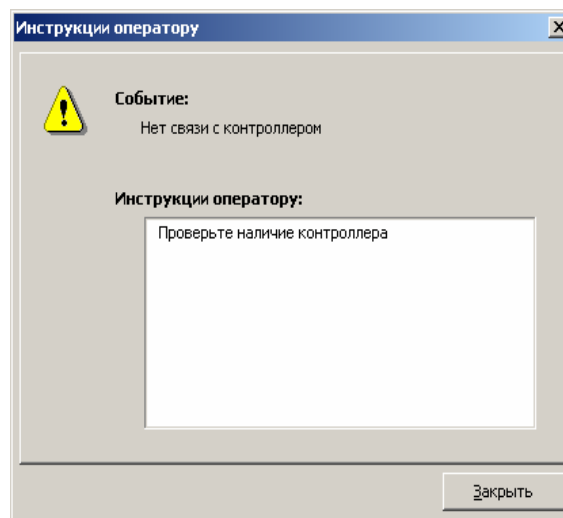 Инструкции оператору
Событие:
Нет связи с контроллером
Инструкции оператору:
Проверьте наличие контроллера
Закрыть